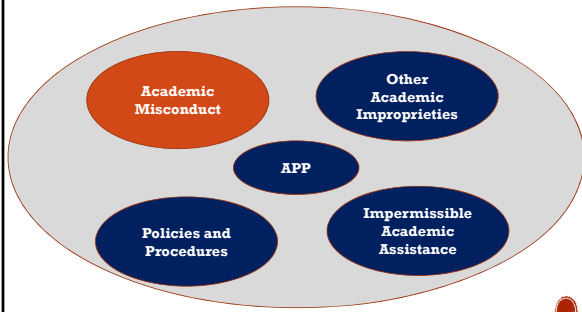 Academic
Misconduct
Other
Academic
Improprieties
APP
Policies and
Procedures
Impermissible
Academic
Assistance